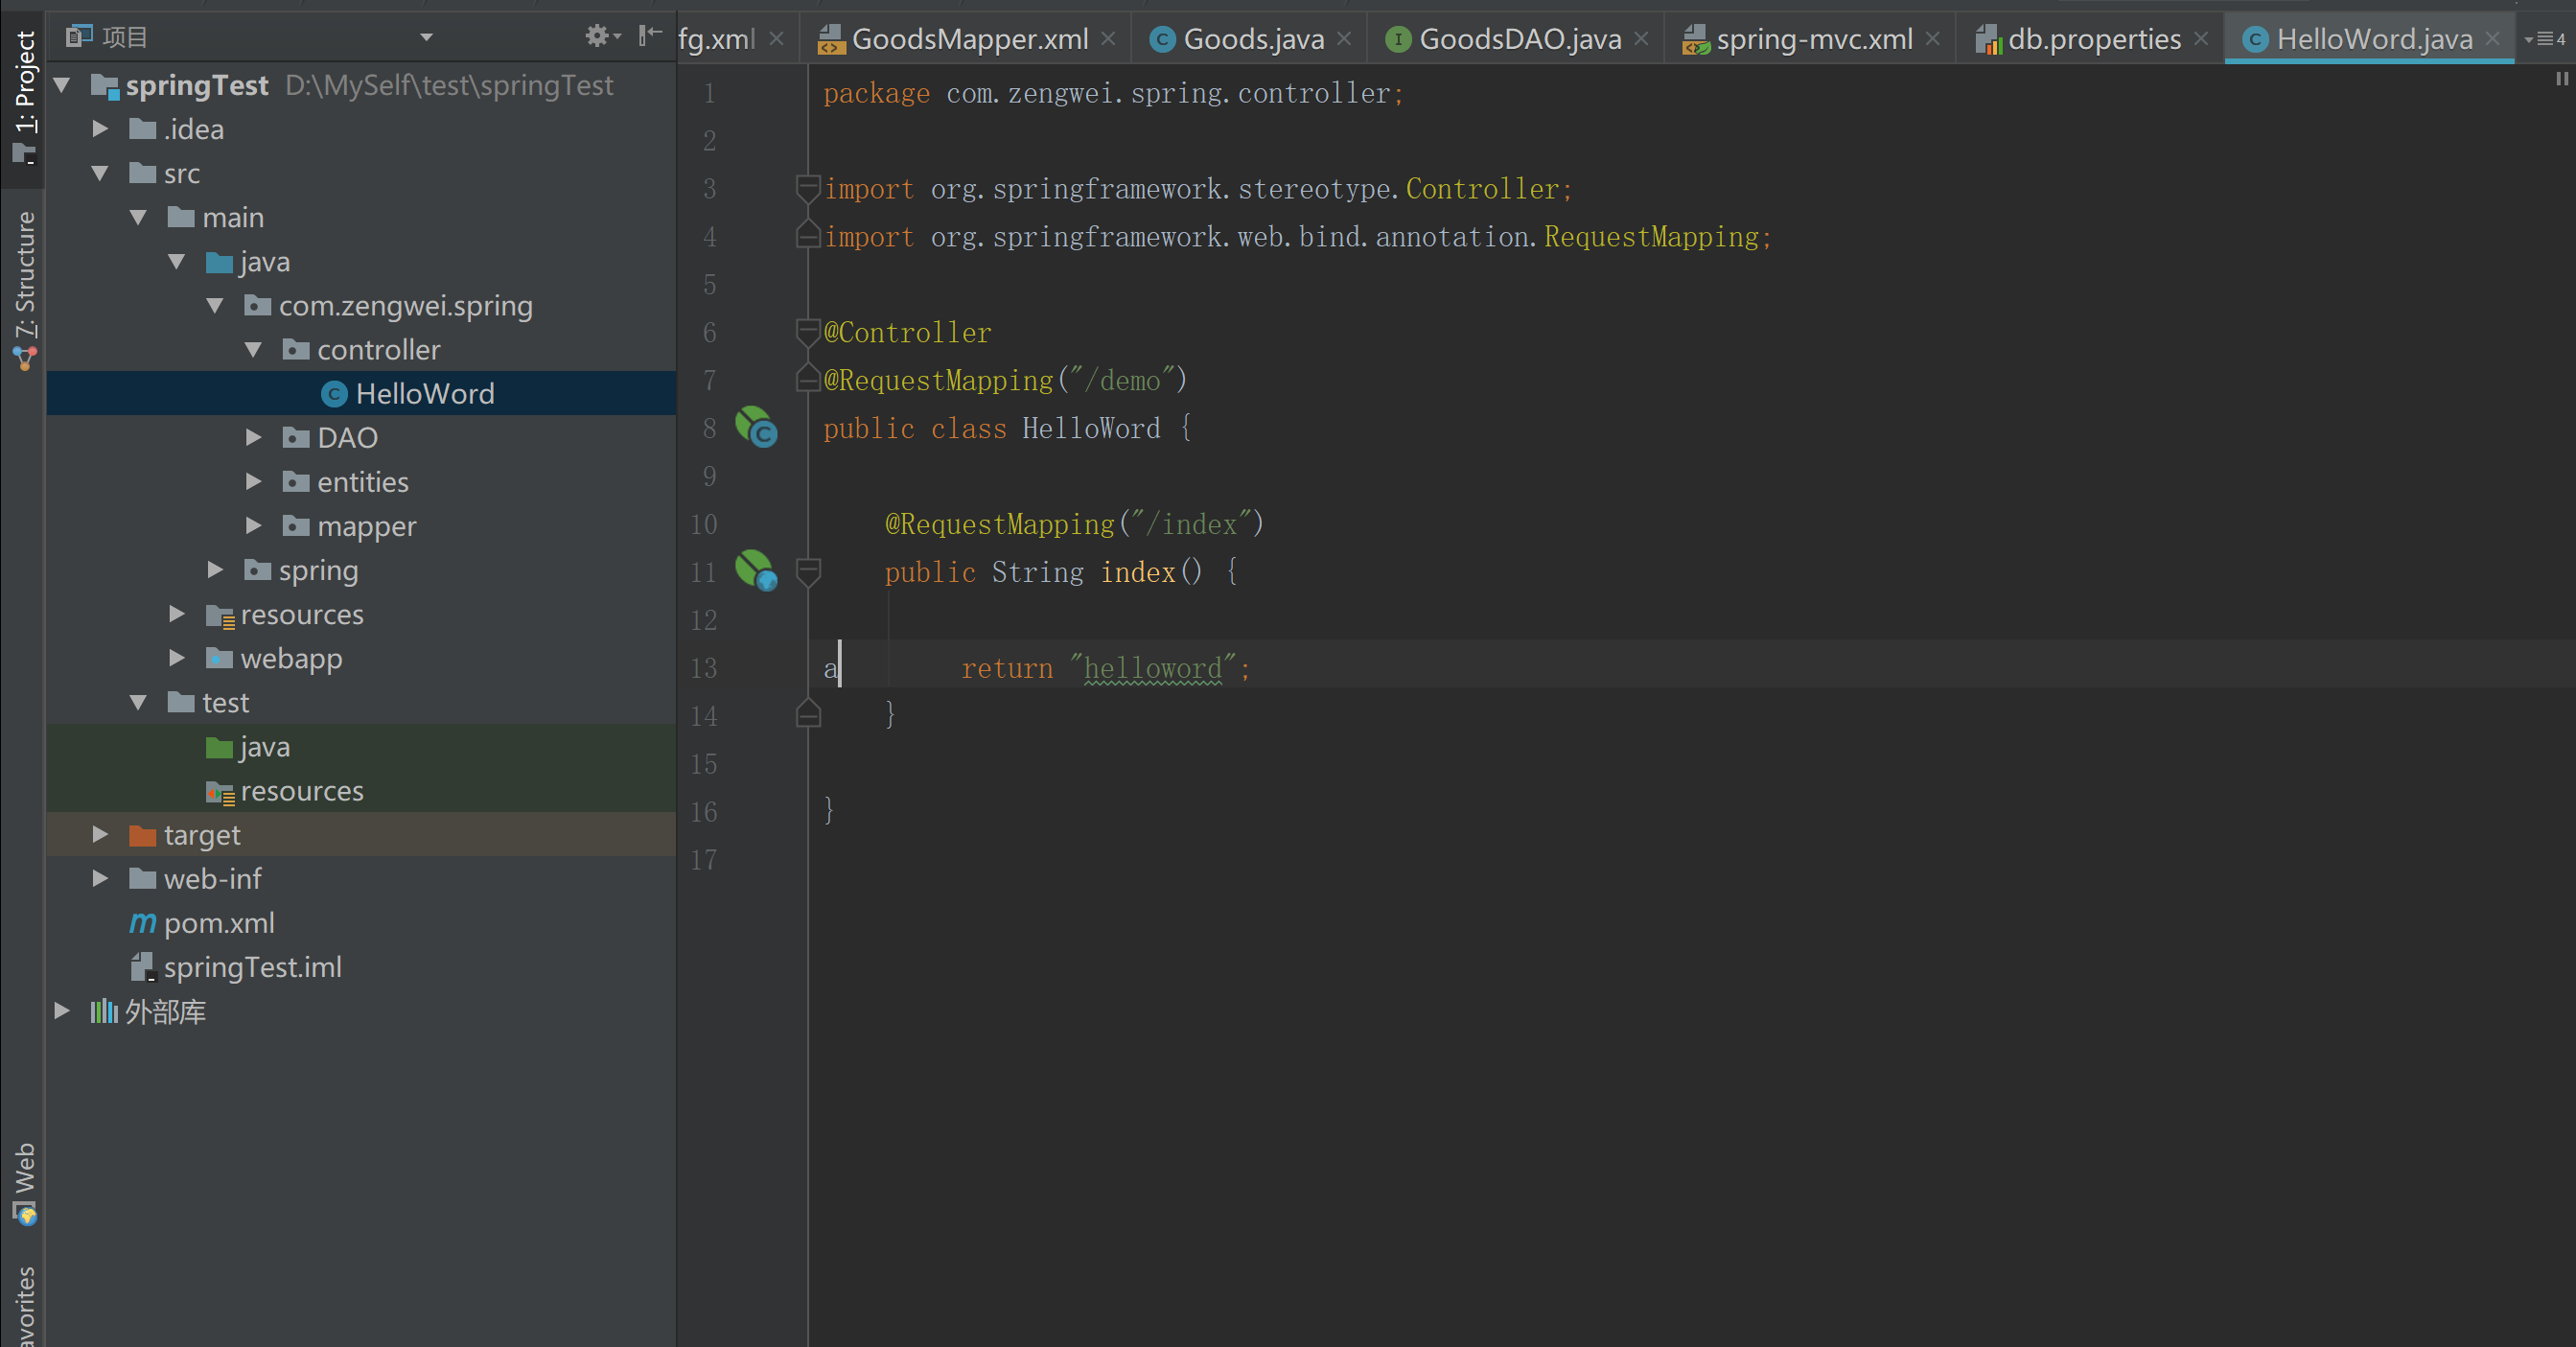 1: Project
7: Structure
Web
avorites
项目
springTest D:\MySelf\test\springTest
.idea
src
main
java
com.zengwei.spring
controller
HelloWord
DAO
entities
mapper
spring
resources
webapp
test
java
resources
target
web-inf
pom.xml
springTest.iml
外部库
fg.xml GoodsMapper.xml Goods.java GoodsDAO.java spring-mvc.xml db.properties HelloWord.java 4
1 package com.zengwei.spring.controller;
2
3 import org.springframework.stereotype.Controller;
4 import org.springframework.web.bind.annotation.RequestMapping;
5
6 @Controller
7 @RequestMapping("/demo")
8 public class HelloWord {
9
10 @RequestMapping("/index")
11 public String index() {
12
13 a return "helloword";
14 }
15
16 }
17